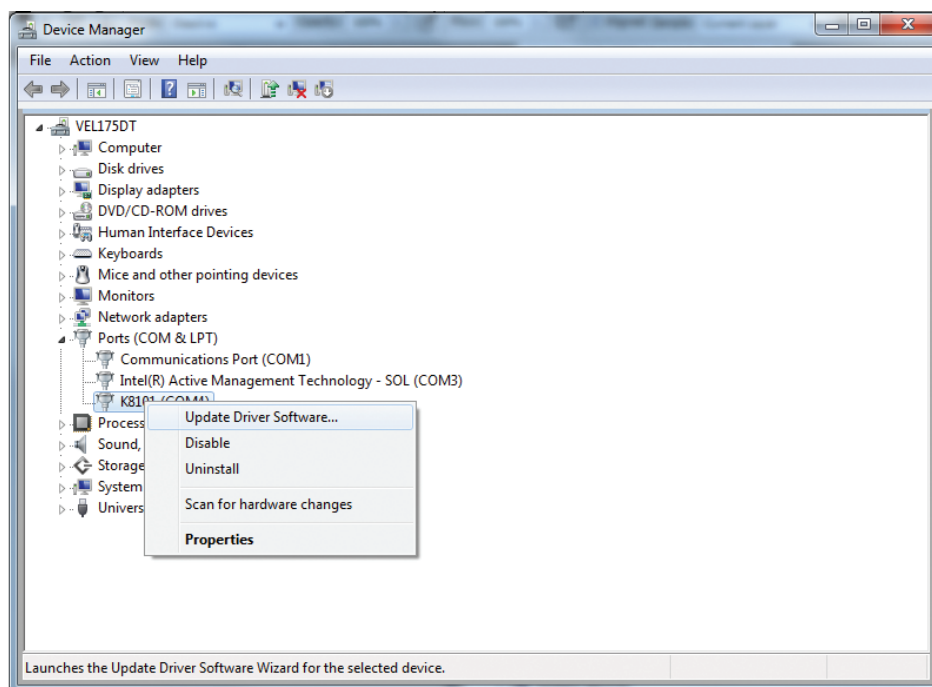 Device Manager
File Action View Help
VEL175DT
Computer
Disk drives
Display adapters
DVD/CD-ROM drives
Human Interface Devices
Keyboards
Mice and other pointing devices
Monitors
Network adapters
Ports (COM & LPT)
Communications Port (COM1)
Intel(R) Active Management Technology - SOL (COM3)
K8101 (COM4)
Process
Sound,
Storage
System
Univers
Update Driver Software...
Disable
Uninstall
Scan for hardware changes
Properties
Launches the Update Driver Software Wizard for the selected device.